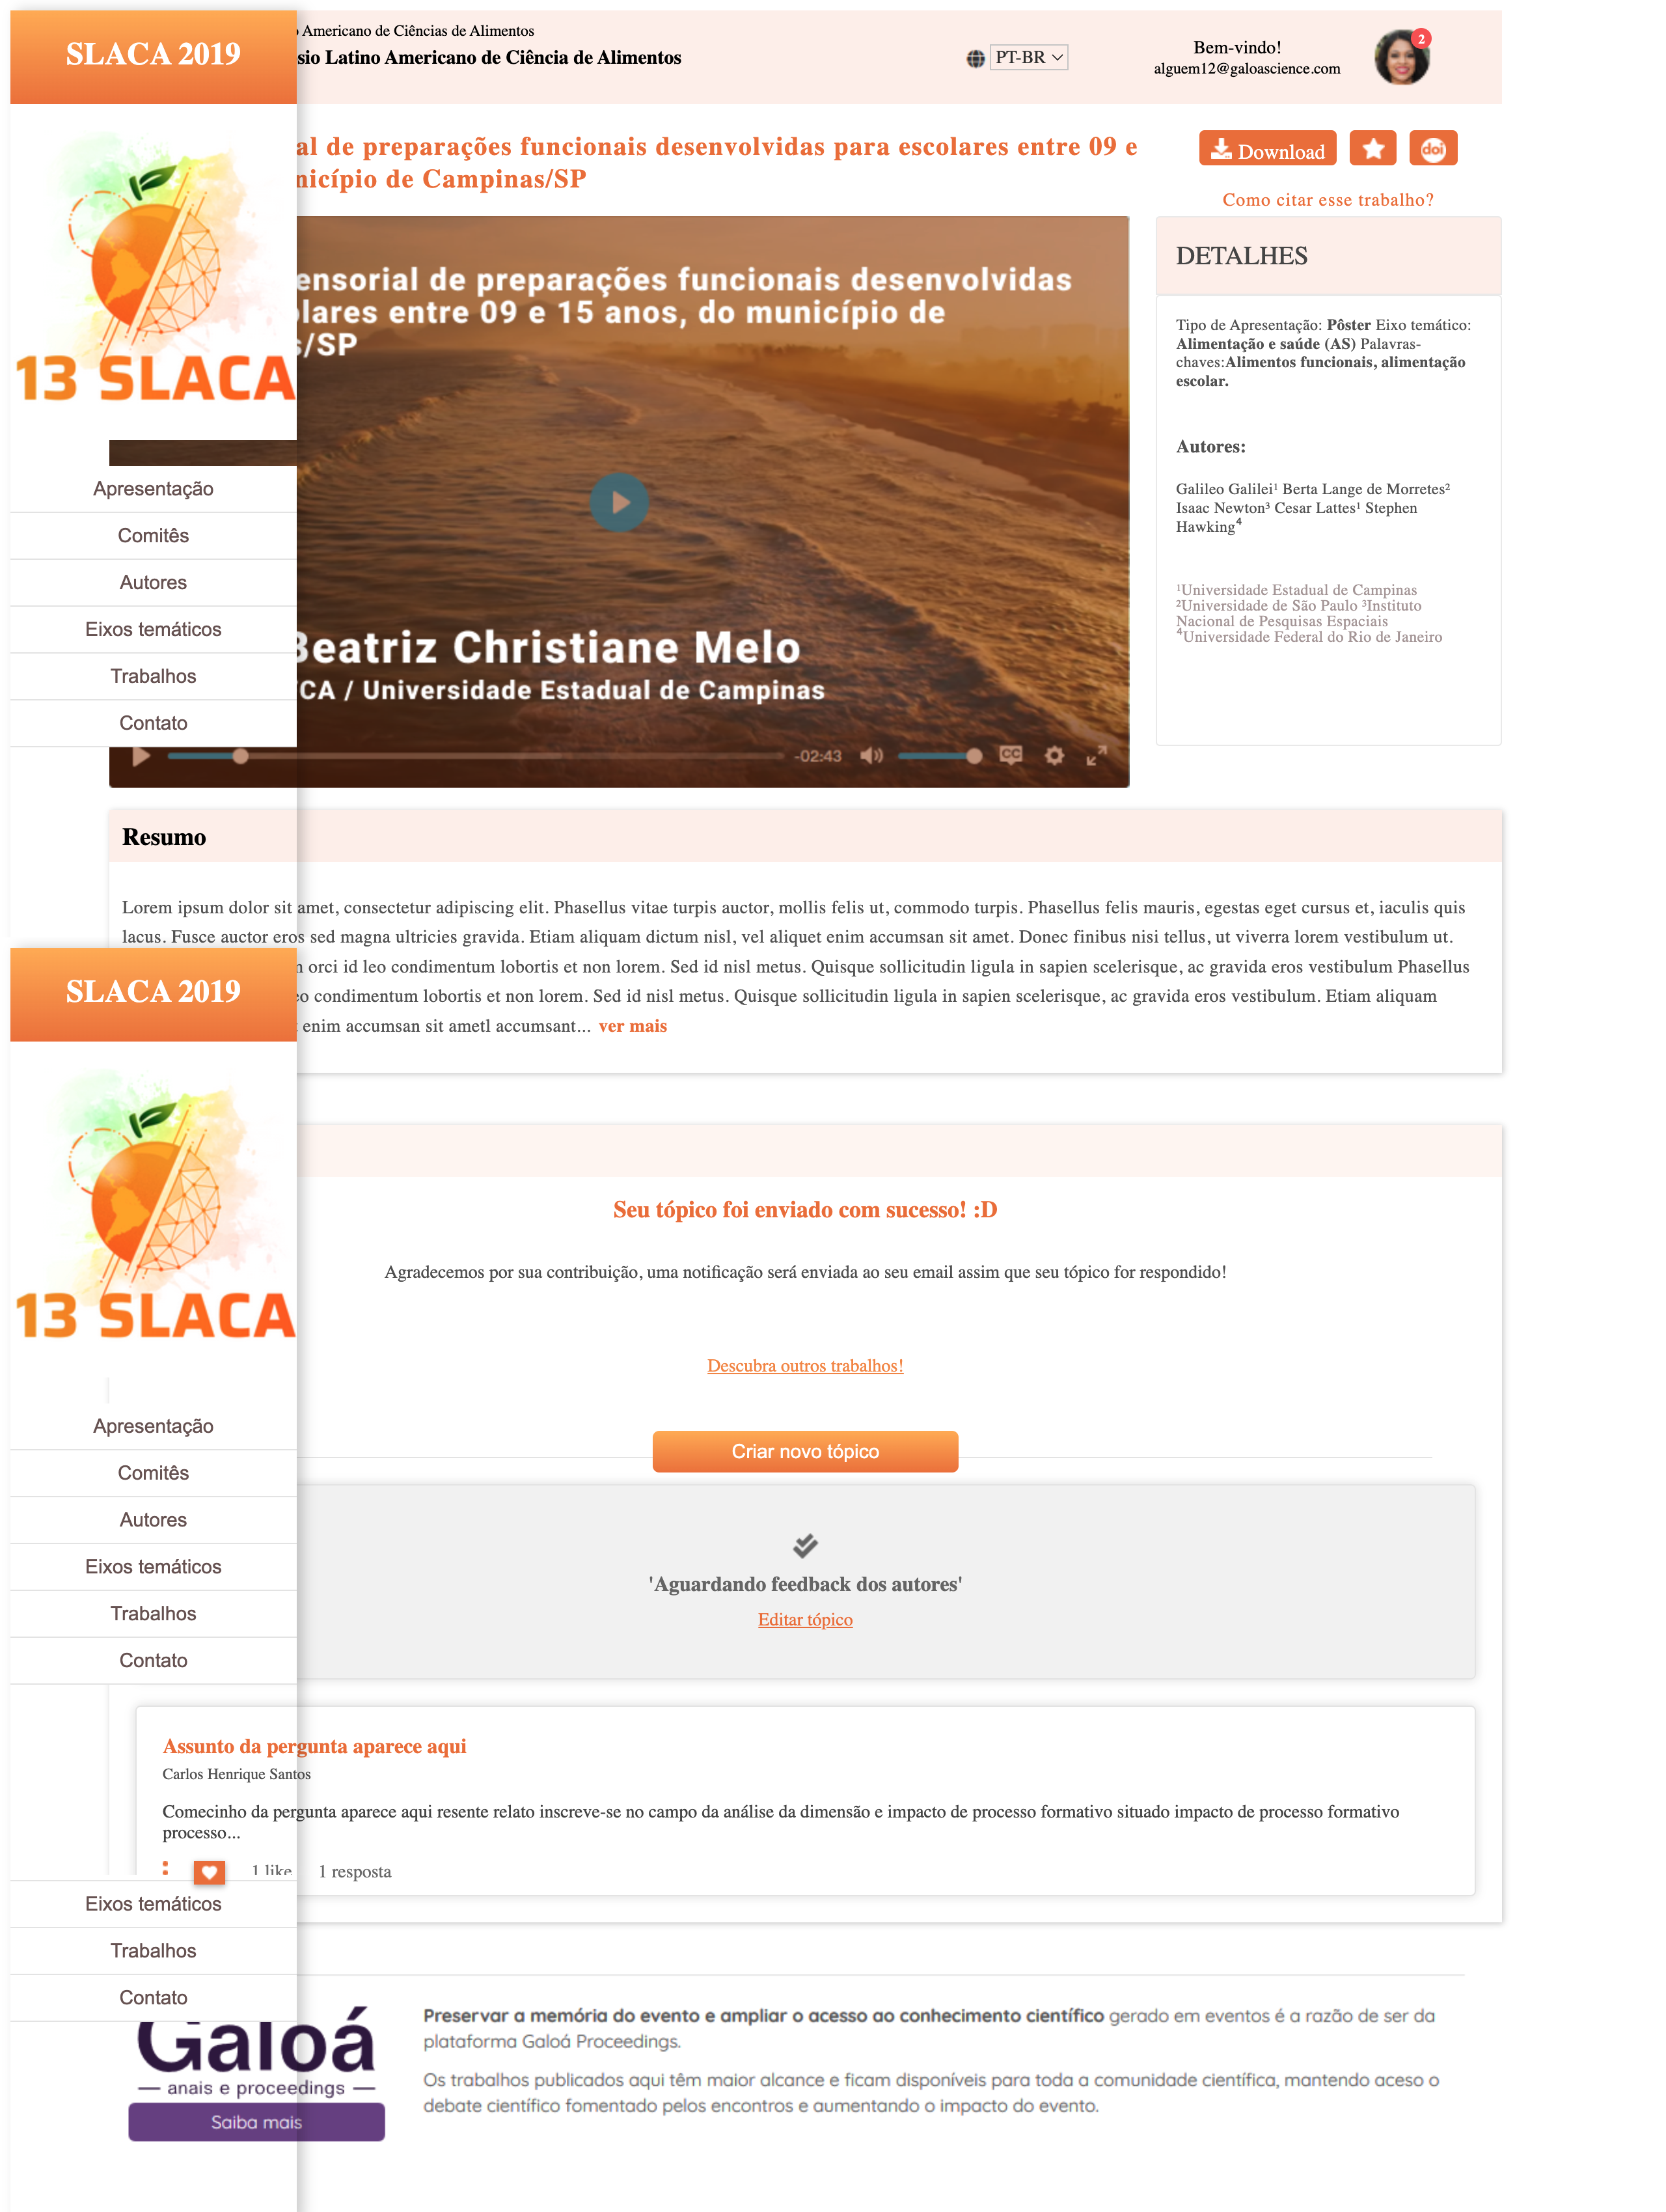 SLACA 2019
Americano de Ciências de Alimentos
Latino Americano de Ciência de Alimentos
PT-BR
Bem-vindo!
alguem12@galoascience.com
2
de preparações funcionais desenvolvidas para escolares entre 09 e
de Campinas/SP
Download
doi
Como citar esse trabalho?
13 SLACA
Apresentação
Comitês
Autores
Eixos temáticos
Trabalhos
Contato
de preparações funcionais desenvolvidas
entre 09 e 15 anos, do município de
/SP
Beatriz Christiane Melo
/ Universidade Estadual de Campinas
-02:43
CC
DETALHES
Tipo de Apresentação: Pôster Eixo temático:
Alimentação e saúde (AS) Palavras-
chaves:Alimentos funcionais, alimentação
escolar.
Autores:
Galileo Galilei¹ Berta Lange de Morretes²
Isaac Newton³ Cesar Lattes¹ Stephen
Hawking⁴
¹Universidade Estadual de Campinas
²Universidade de São Paulo ³Instituto
Nacional de Pesquisas Espaciais
⁴Universidade Federal do Rio de Janeiro
Resumo
Lorem ipsum dolor sit amet, consectetur adipiscing elit. Phasellus vitae turpis auctor, mollis felis ut, commodo turpis. Phasellus felis mauris, egestas eget cursus et, iaculis quis
lacus. Fusce auctor eros sed magna ultricies gravida. Etiam aliquam dictum nisl, vel aliquet enim accumsan sit amet. Donec finibus nisi tellus, ut viverra lorem vestibulum ut.
orci id leo condimentum lobortis et non lorem. Sed id nisl metus. Quisque sollicitudin ligula in sapien scelerisque, ac gravida eros vestibulum Phasellus
condimentum lobortis et non lorem. Sed id nisl metus. Quisque sollicitudin ligula in sapien scelerisque, ac gravida eros vestibulum. Etiam aliquam
enim accumsan sit ametl accumsant... ver mais
SLACA 2019
13 SLACA
Apresentação
Comitês
Autores
Eixos temáticos
Trabalhos
Contato
Seu tópico foi enviado com sucesso! :D
Agradecemos por sua contribuição, uma notificação será enviada ao seu email assim que seu tópico for respondido!
Descubra outros trabalhos!
Criar novo tópico
'Aguardando feedback dos autores'
Editar tópico
Assunto da pergunta aparece aqui
Carlos Henrique Santos
Comecinho da pergunta aparece aqui resente relato inscreve-se no campo da análise da dimensão e impacto de processo formativo situado impacto de processo formativo
processo...
1 like
1 resposta
Eixos temáticos
Trabalhos
Contato
Galoá
anais e proceedings
Saiba mais
Preservar a memória do evento e ampliar o acesso ao conhecimento científico gerado em eventos é a razão de ser da
plataforma Galoá Proceedings.
Os trabalhos publicados aqui têm maior alcance e ficam disponíveis para toda a comunidade científica, mantendo aceso o
debate científico fomentado pelos encontros e aumentando o impacto do evento.